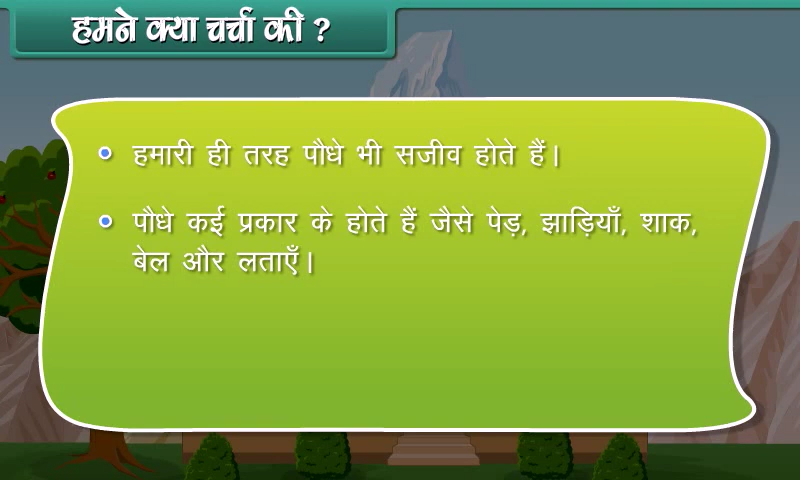 हमने क्या चर्चा की ?
हमारी ही तरह पौधे भी सजीव होते हैं।
पौधे कई प्रकार के होते हैं जैसे पेड़, झाड़ियाँ, शाक,
बेल और लताएँ।